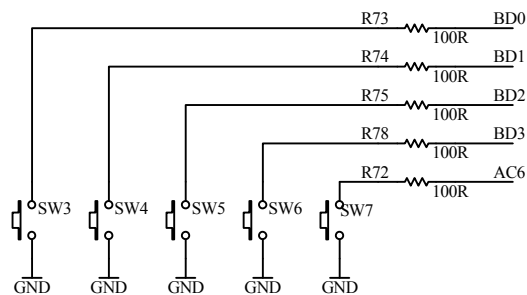 R73 BD0
100R
R74 BD1
100R
R75 BD2
100R
R78 BD3
100R
R72 AC6
100R
SW3 SW4 SW5 SW6 SW7
GND GND GND GND GND